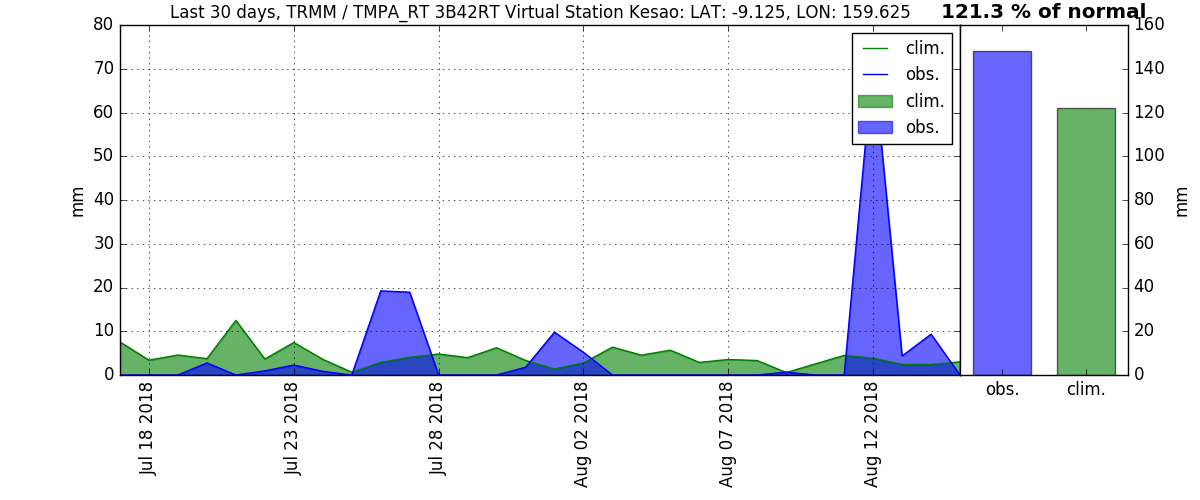 Last 30 days, TRMM / TMPA_RT 3B42RT Virtual Station Kesao: LAT: -9.125, LON: 159.625
121.3 % of normal
80
70
60
50
40
30
20
10
0
mm
clim.
obs.
clim.
obs.
160
140
120
100
80
60
40
20
0
mm
Jul 18 2018
Jul 23 2018
Jul 28 2018
Aug 02 2018
Aug 07 2018
Aug 12 2018
obs.
clim.